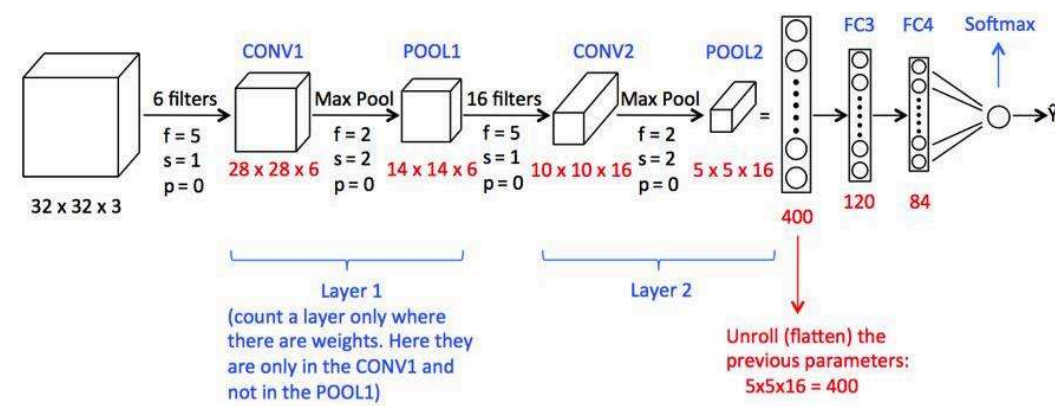 CONV1
POOL1
CONV2
POOL2
FC3
FC4
Softmax
6 filters
f = 5
s = 1
p = 0
Max Pool
f = 2
s = 2
p = 0
16 filters
f = 5
s = 1
p = 0
Max Pool
f = 2
s = 2
p = 0
=
Ŷ
32 x 32 x 3
28 x 28 x 6
14 x 14 x 6
10 x 10 x 16
5 x 5 x 16
400
120
84
Layer 1
(count a layer only where
there are weights. Here they
are only in the CONV1 and
not in the POOL1)
Layer 2
Unroll (flatten) the
previous parameters:
5x5x16 = 400